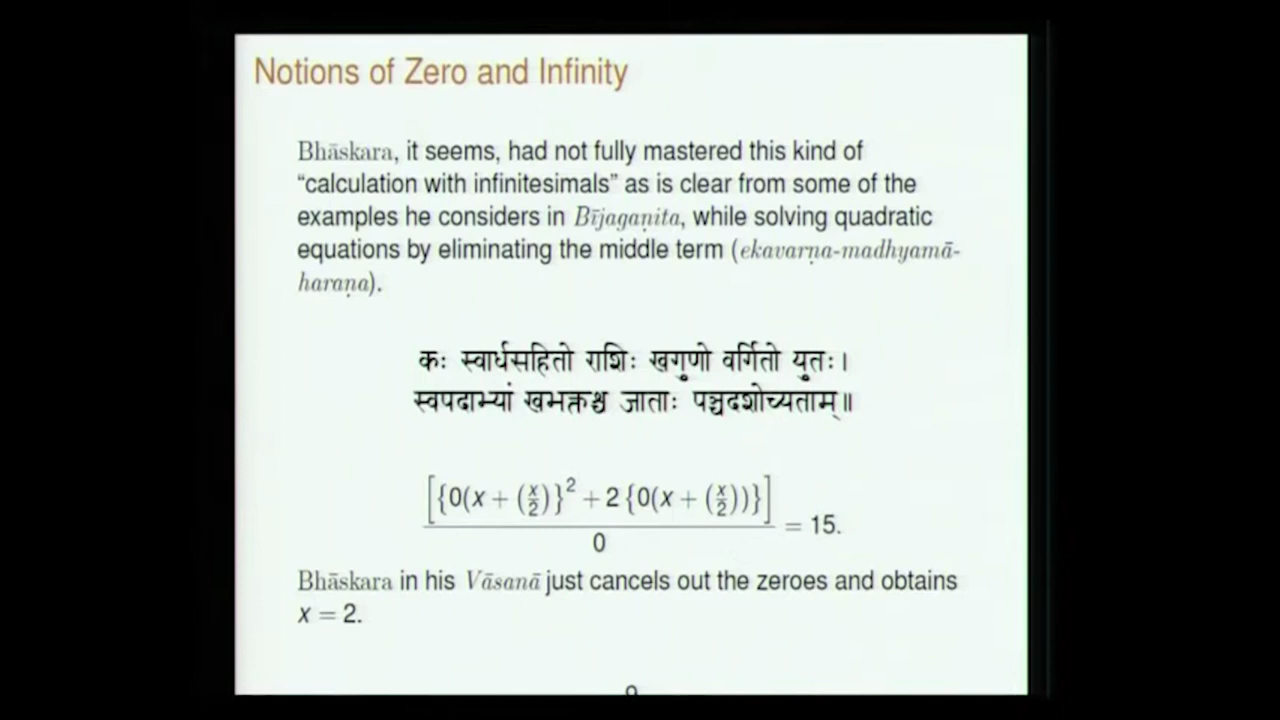 Notions of Zero and Infinity
Bhāskara, it seems, had not fully mastered this kind of
“calculation with infinitesimals” as is clear from some of the
examples he considers in Bījagaṇita, while solving quadratic
equations by eliminating the middle term (ekavarṇa-madhyamā-
haraṇa).
कः स्वार्धसहितो राशिः खगुणो वर्गितो युतः।
स्वपदाभ्यां खभक्तश्च जाताः पञ्चदशोच्यताम्॥
[{0(x + (x/2)}² + 2 {0(x + (x/2))}]
0
= 15.
Bhāskara in his Vāsanā just cancels out the zeroes and obtains
x = 2.